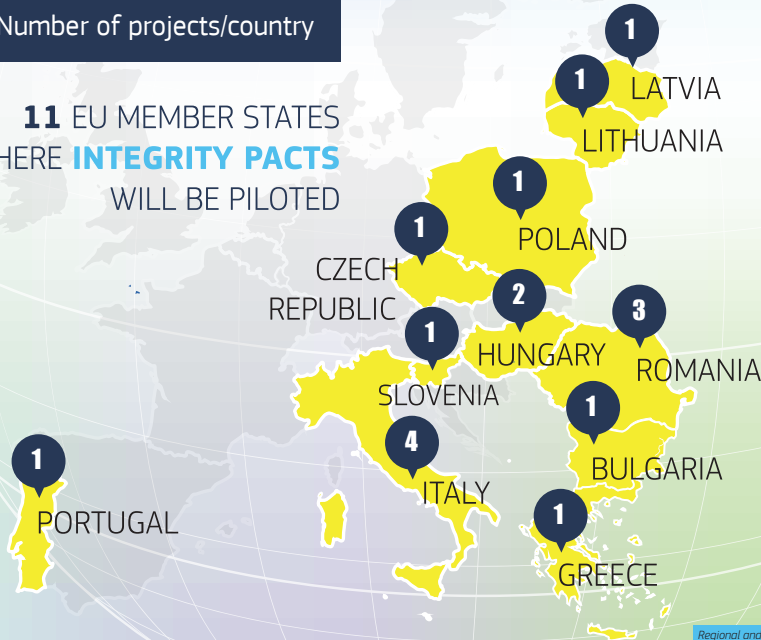 Number of projects/country
11 EU MEMBER STATES
HERE INTEGRITY PACTS
WILL BE PILOTED
1
LATVIA
1
LITHUANIA
1
POLAND
1
CZECH
REPUBLIC
2
HUNGARY
3
ROMANIA
1
SLOVENIA
1
BULGARIA
4
ITALY
1
PORTUGAL
1
GREECE
Regional and